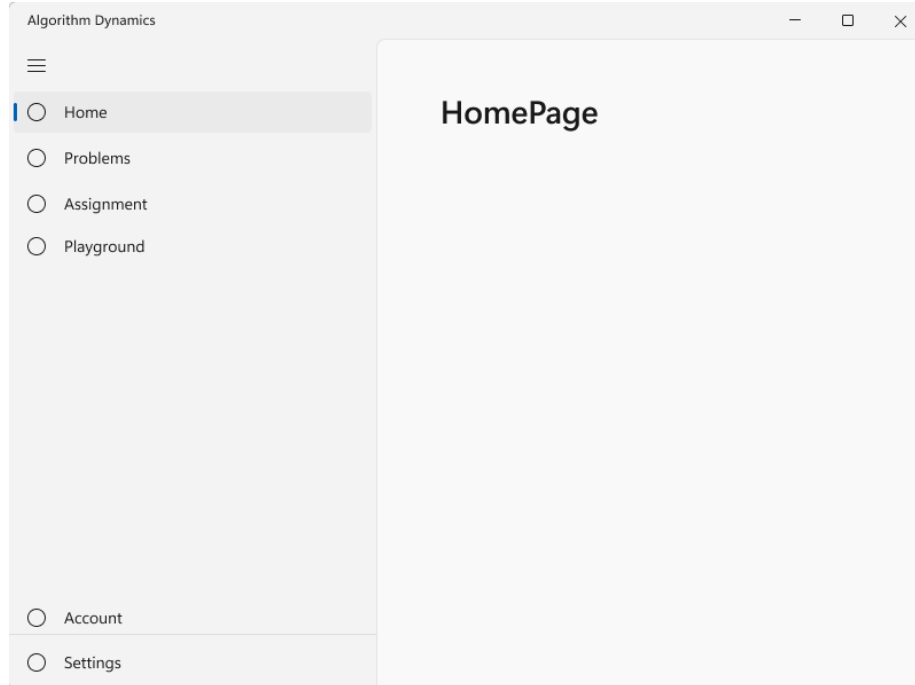 Algorithm Dynamics
Home
Problems
Assignment
Playground
Account
Settings
HomePage